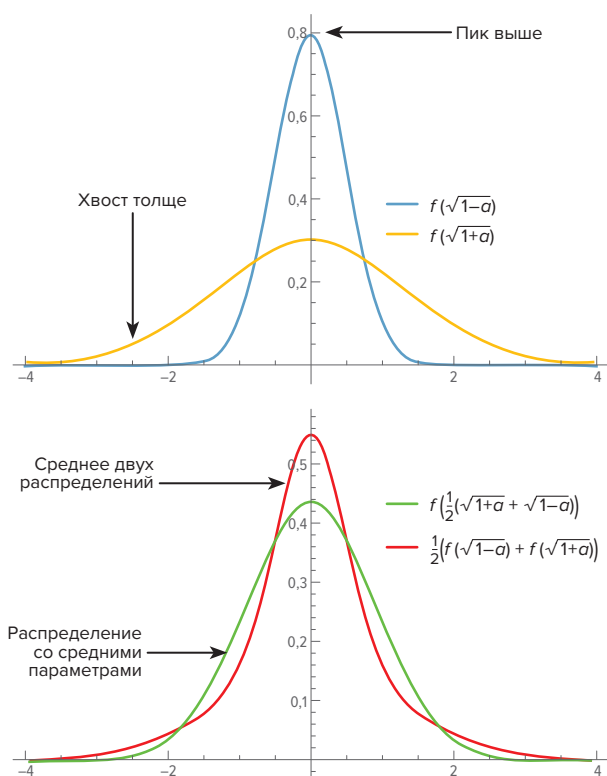 0,8
Пик выше
0,6
Хвост толще
0,4
f(√1−a)
f(√1+a)
0,2
−4
−2
2
4
Среднее двух
распределений
0,5
f(½(√1+a + √1−a))
½(f(√1−a) + f(√1+a))
0,4
0,3
Распределение
со средними
параметрами
0,2
0,1
−4
−2
2
4